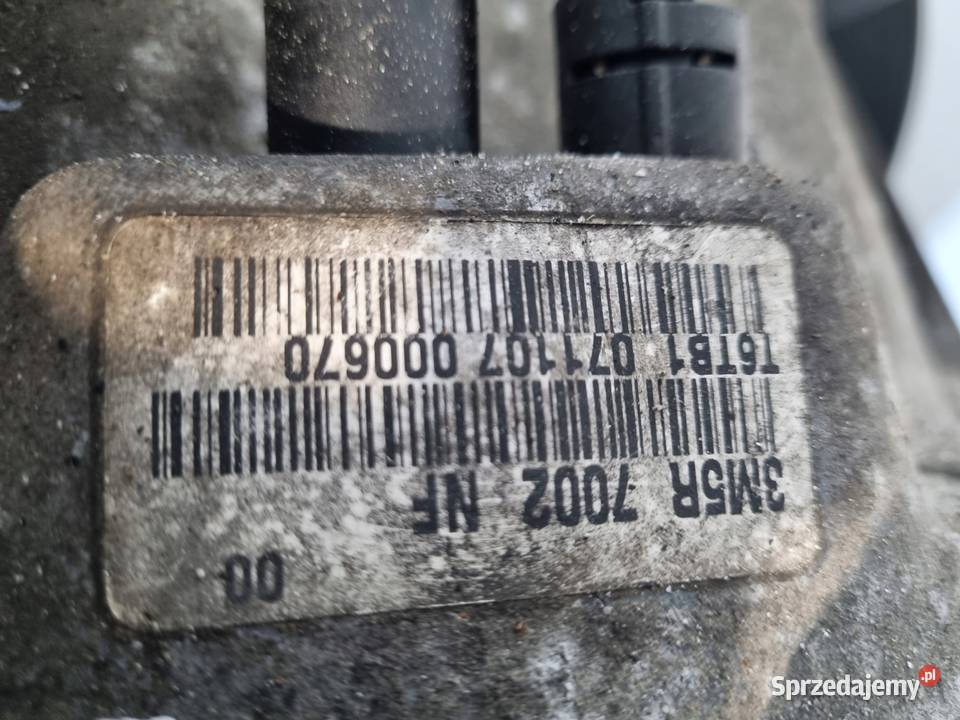 00
3M5R 7002 NF
T6TB1 071107 000670
Sprzedajemy.pl